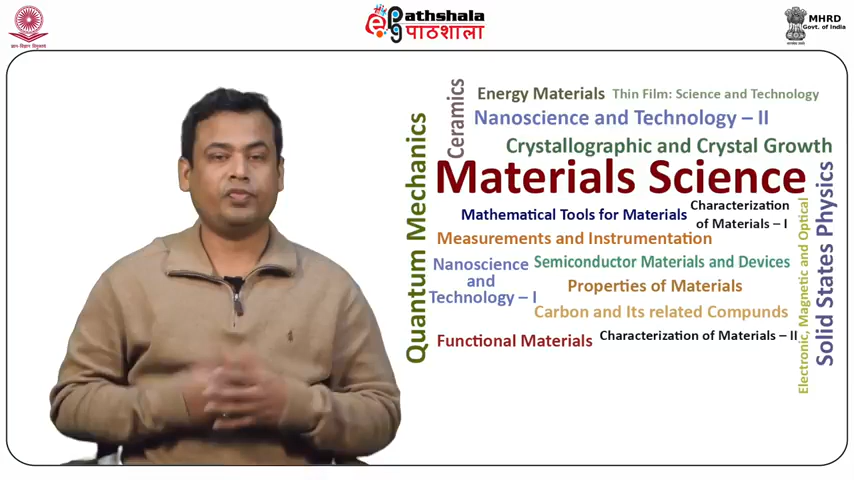 ज्ञान-विज्ञान विमुक्तये
Pathshala
पाठशाला
MHRD
Govt. of India
Ceramics
Energy Materials
Thin Film: Science and Technology
Nanoscience and Technology – II
Crystallographic and Crystal Growth
Quantum Mechanics
Materials Science
Mathematical Tools for Materials
Characterization
of Materials – I
Measurements and Instrumentation
Nanoscience
and
Technology – I
Semiconductor Materials and Devices
Properties of Materials
Carbon and Its related Compunds
Functional Materials
Characterization of Materials – II
Electronic, Magnetic and Optical
Solid States Physics